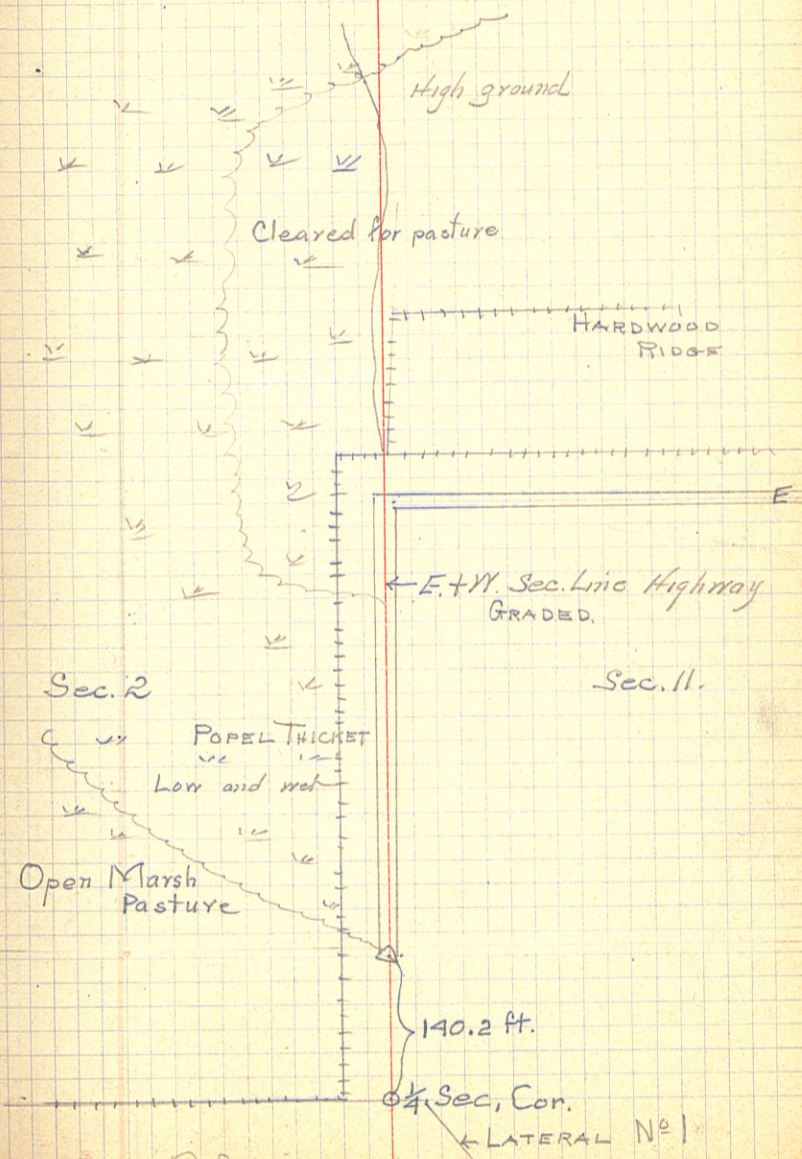 High ground
Cleared for pasture
HARDWOOD
RIDGE
E
← E. + W. Sec. Line Highway
GRADED.
Sec. 2
Sec. 11.
POPEL THICKET
Low and wet
Open Marsh
Pasture
140.2 ft.
1/4 Sec, Cor.
← LATERAL Nº 1